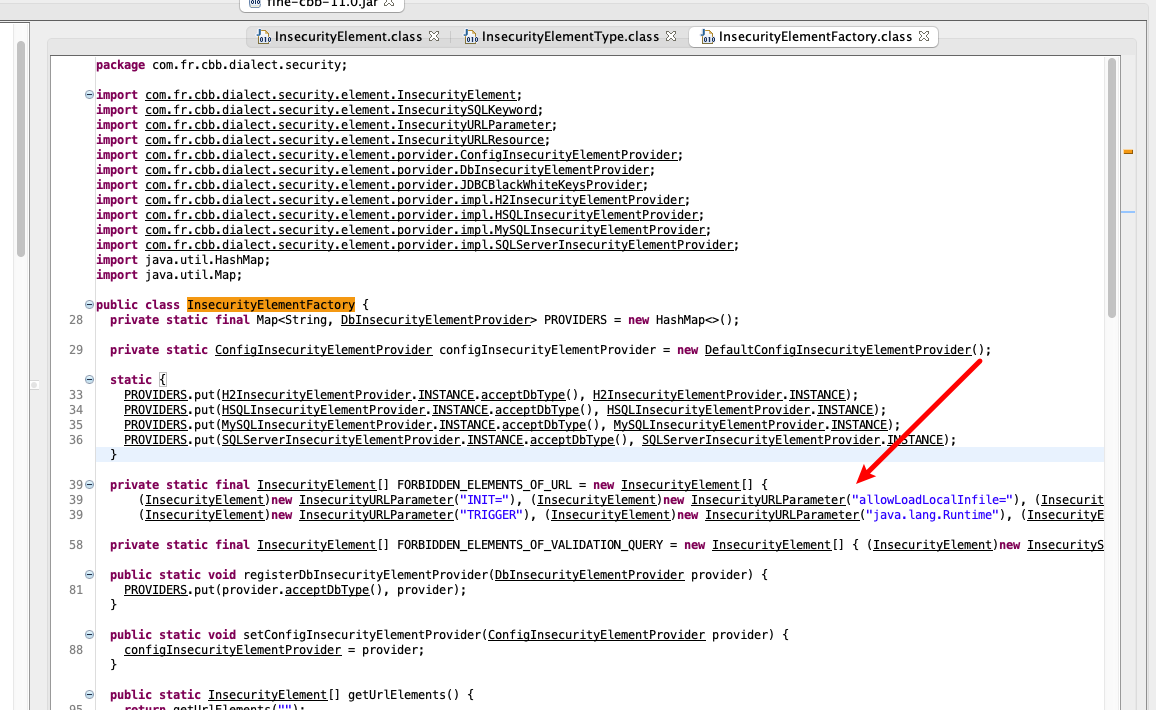 fine-cbb-11.0.jar
InsecurityElement.class InsecurityElementType.class InsecurityElementFactory.class
package com.fr.cbb.dialect.security;
import com.fr.cbb.dialect.security.element.InsecurityElement;
import com.fr.cbb.dialect.security.element.InsecuritySQLKeyword;
import com.fr.cbb.dialect.security.element.InsecurityURLParameter;
import com.fr.cbb.dialect.security.element.InsecurityURLResource;
import com.fr.cbb.dialect.security.element.porvider.ConfigInsecurityElementProvider;
import com.fr.cbb.dialect.security.element.porvider.DbInsecurityElementProvider;
import com.fr.cbb.dialect.security.element.porvider.JDBCBlackWhiteKeysProvider;
import com.fr.cbb.dialect.security.element.porvider.impl.H2InsecurityElementProvider;
import com.fr.cbb.dialect.security.element.porvider.impl.HSQLInsecurityElementProvider;
import com.fr.cbb.dialect.security.element.porvider.impl.MySQLInsecurityElementProvider;
import com.fr.cbb.dialect.security.element.porvider.impl.SQLServerInsecurityElementProvider;
import java.util.HashMap;
import java.util.Map;
public class InsecurityElementFactory {
28 private static final Map<String, DbInsecurityElementProvider> PROVIDERS = new HashMap<>();
29 private static ConfigInsecurityElementProvider configInsecurityElementProvider = new DefaultConfigInsecurityElementProvider();
static {
33 PROVIDERS.put(H2InsecurityElementProvider.INSTANCE.acceptDbType(), H2InsecurityElementProvider.INSTANCE);
34 PROVIDERS.put(HSQLInsecurityElementProvider.INSTANCE.acceptDbType(), HSQLInsecurityElementProvider.INSTANCE);
35 PROVIDERS.put(MySQLInsecurityElementProvider.INSTANCE.acceptDbType(), MySQLInsecurityElementProvider.INSTANCE);
36 PROVIDERS.put(SQLServerInsecurityElementProvider.INSTANCE.acceptDbType(), SQLServerInsecurityElementProvider.INSTANCE);
}
39 private static final InsecurityElement[] FORBIDDEN_ELEMENTS_OF_URL = new InsecurityElement[] {
39 (InsecurityElement)new InsecurityURLParameter("INIT="), (InsecurityElement)new InsecurityURLParameter("allowLoadLocalInfile="), (Insecurit
39 (InsecurityElement)new InsecurityURLParameter("TRIGGER"), (InsecurityElement)new InsecurityURLParameter("java.lang.Runtime"), (InsecurityE
58 private static final InsecurityElement[] FORBIDDEN_ELEMENTS_OF_VALIDATION_QUERY = new InsecurityElement[] { (InsecurityElement)new InsecurityS
public static void registerDbInsecurityElementProvider(DbInsecurityElementProvider provider) {
81 PROVIDERS.put(provider.acceptDbType(), provider);
}
public static void setConfigInsecurityElementProvider(ConfigInsecurityElementProvider provider) {
88 configInsecurityElementProvider = provider;
}
public static InsecurityElement[] getUrlElements() {
95 return getUrlElements("");